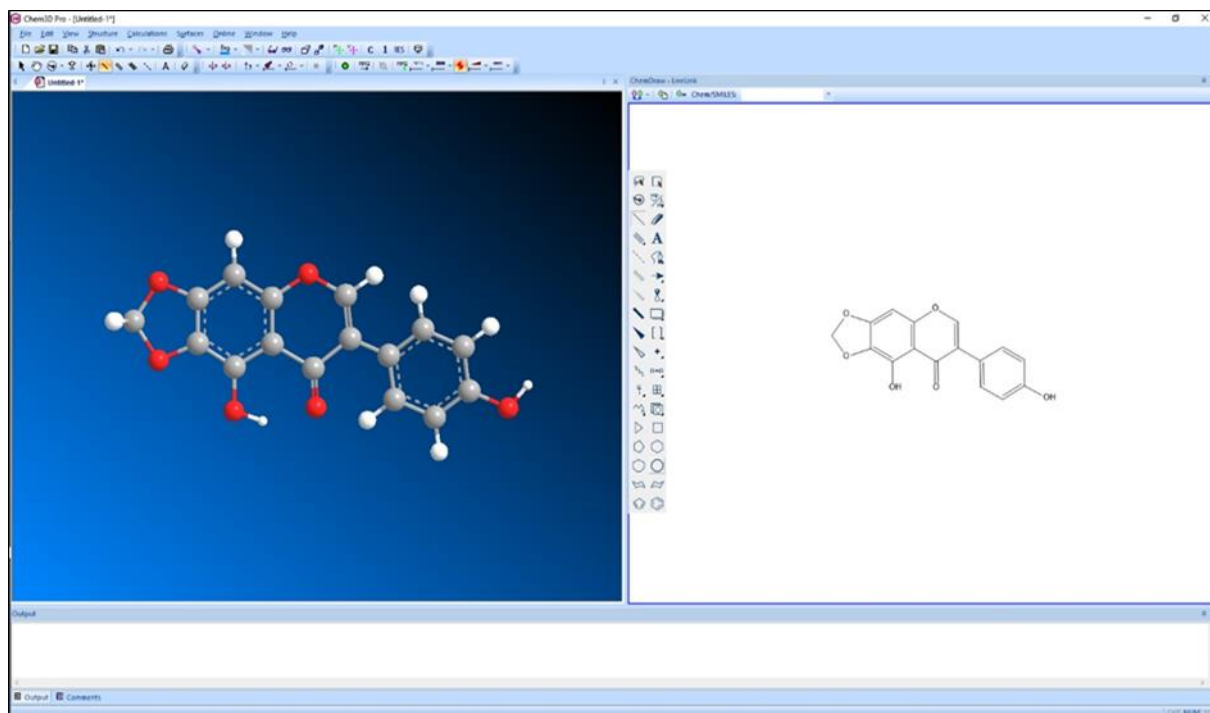 Chem3D Pro - [Untitled-1*]
File Edit View Structure Calculations Surfaces Online Window Help
C 1
A
Untitled-1*
ChemDraw - LiveLink
Chem/SMILES:
A
O
O
O
OH
O
OH
Output
Output Comments